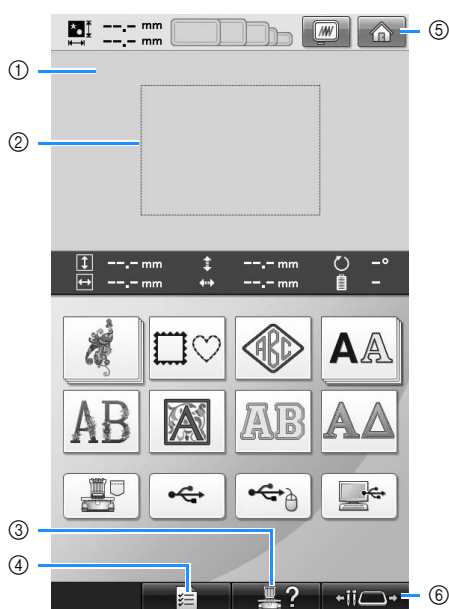 --.- mm
--.- mm
⑤
①
②
--.- mm --.- mm --°
--.- mm --.- mm -
ABC AA
AB A AB AΔ
③
④
?
⑥